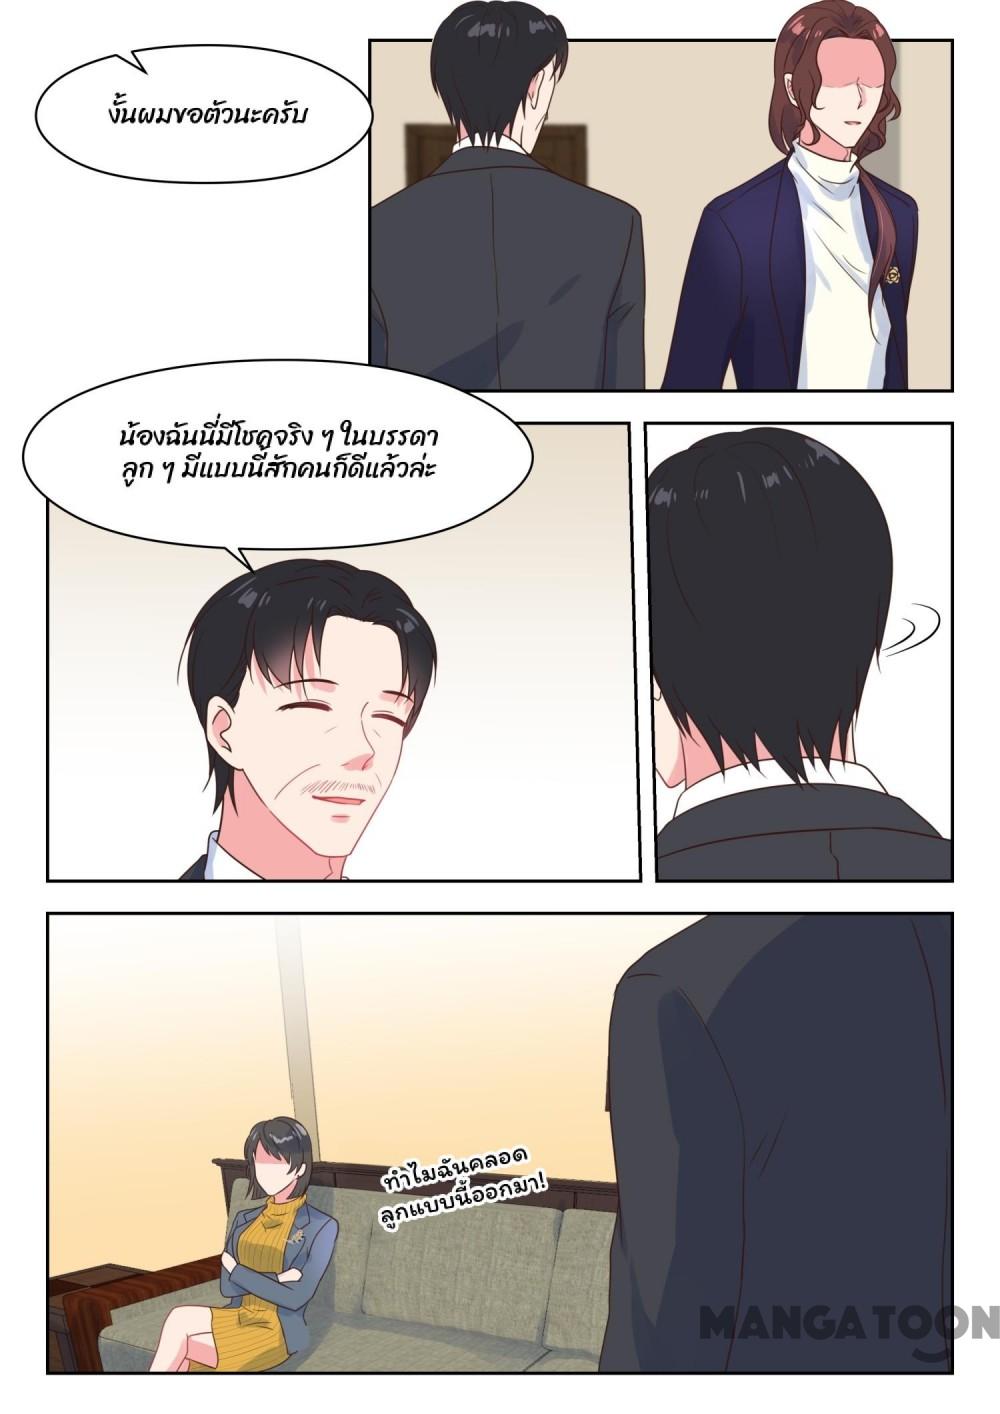 งั้นผมขอตัวนะครับ
น้องฉันนี่มีโชคจริง ๆ ในบรรดา
ลูก ๆ มีแบบนี้สักคนก็ดีแล้วล่ะ
ทำไมฉันคลอด
ลูกแบบนี้ออกมา!
MANGATOON